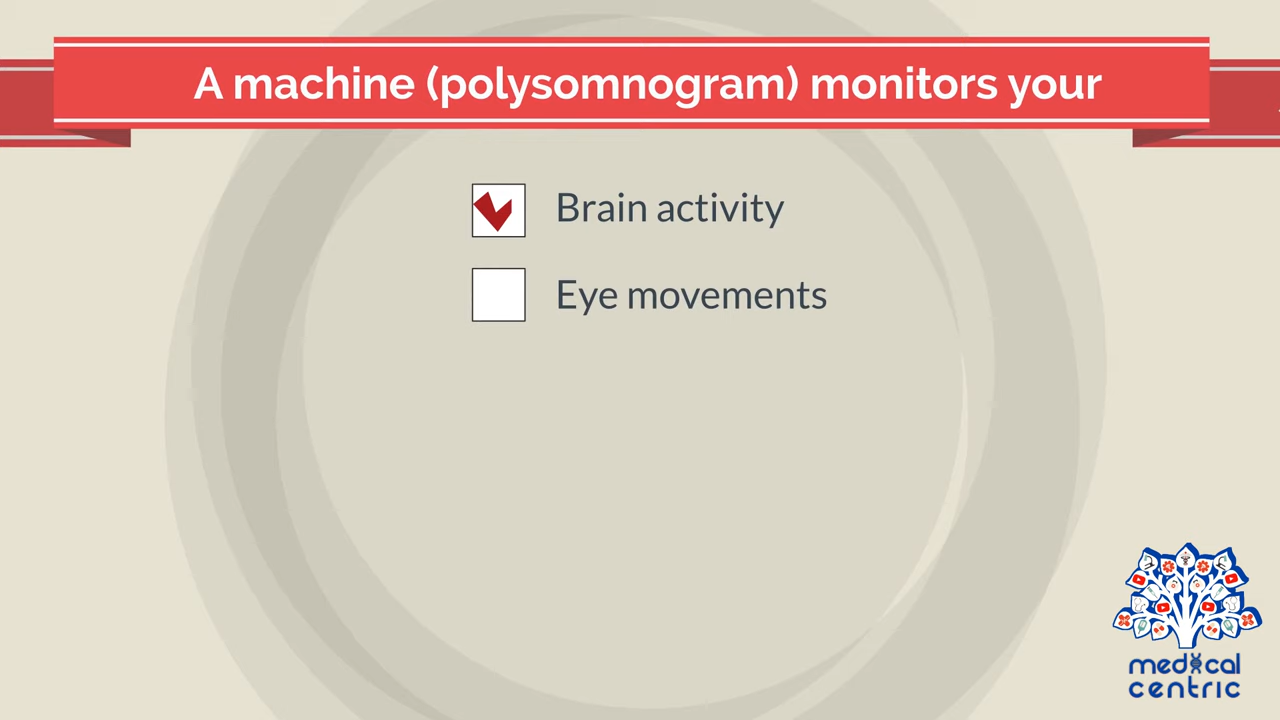 A machine (polysomnogram) monitors your
Brain activity
Eye movements
medical
centric